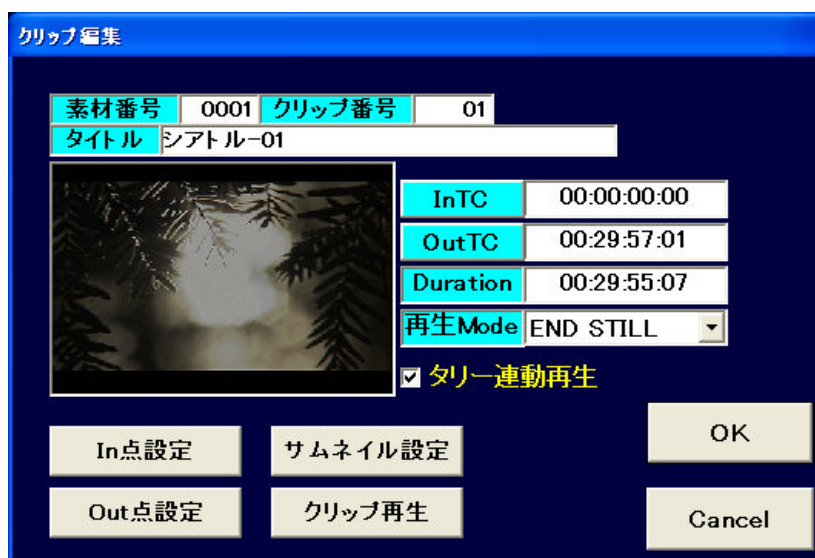 クリップ編集
素材番号 0001 クリップ番号 01
タイトル シアトル-01
InTC 00:00:00:00
OutTC 00:29:57:01
Duration 00:29:55:07
再生Mode END STILL
タリー連動再生
In点設定 サムネイル設定 OK
Out点設定 クリップ再生 Cancel